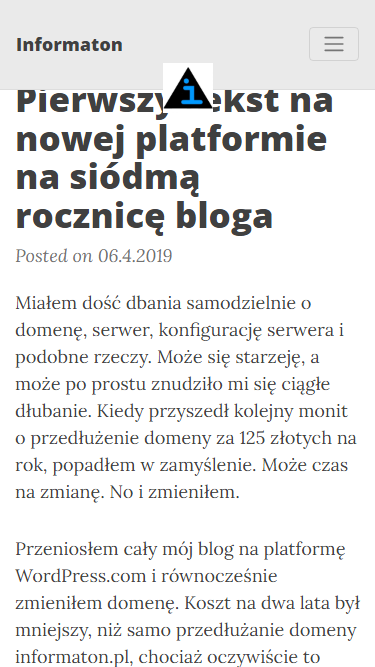 Informaton
Pierwszy tekst na
nowej platformie
na siódmą
rocznicę bloga
Posted on 06.4.2019
Miałem dość dbania samodzielnie o
domenę, serwer, konfigurację serwera i
podobne rzeczy. Może się starzeję, a
może po prostu znudziło mi się ciągłe
dłubanie. Kiedy przyszedł kolejny monit
o przedłużenie domeny za 125 złotych na
rok, popadłem w zamyślenie. Może czas
na zmianę. No i zmieniłem.
Przeniosłem cały mój blog na platformę
WordPress.com i równocześnie
zmieniłem domenę. Koszt na dwa lata był
mniejszy, niż samo przedłużanie domeny
informaton.pl, chociaż oczywiście to